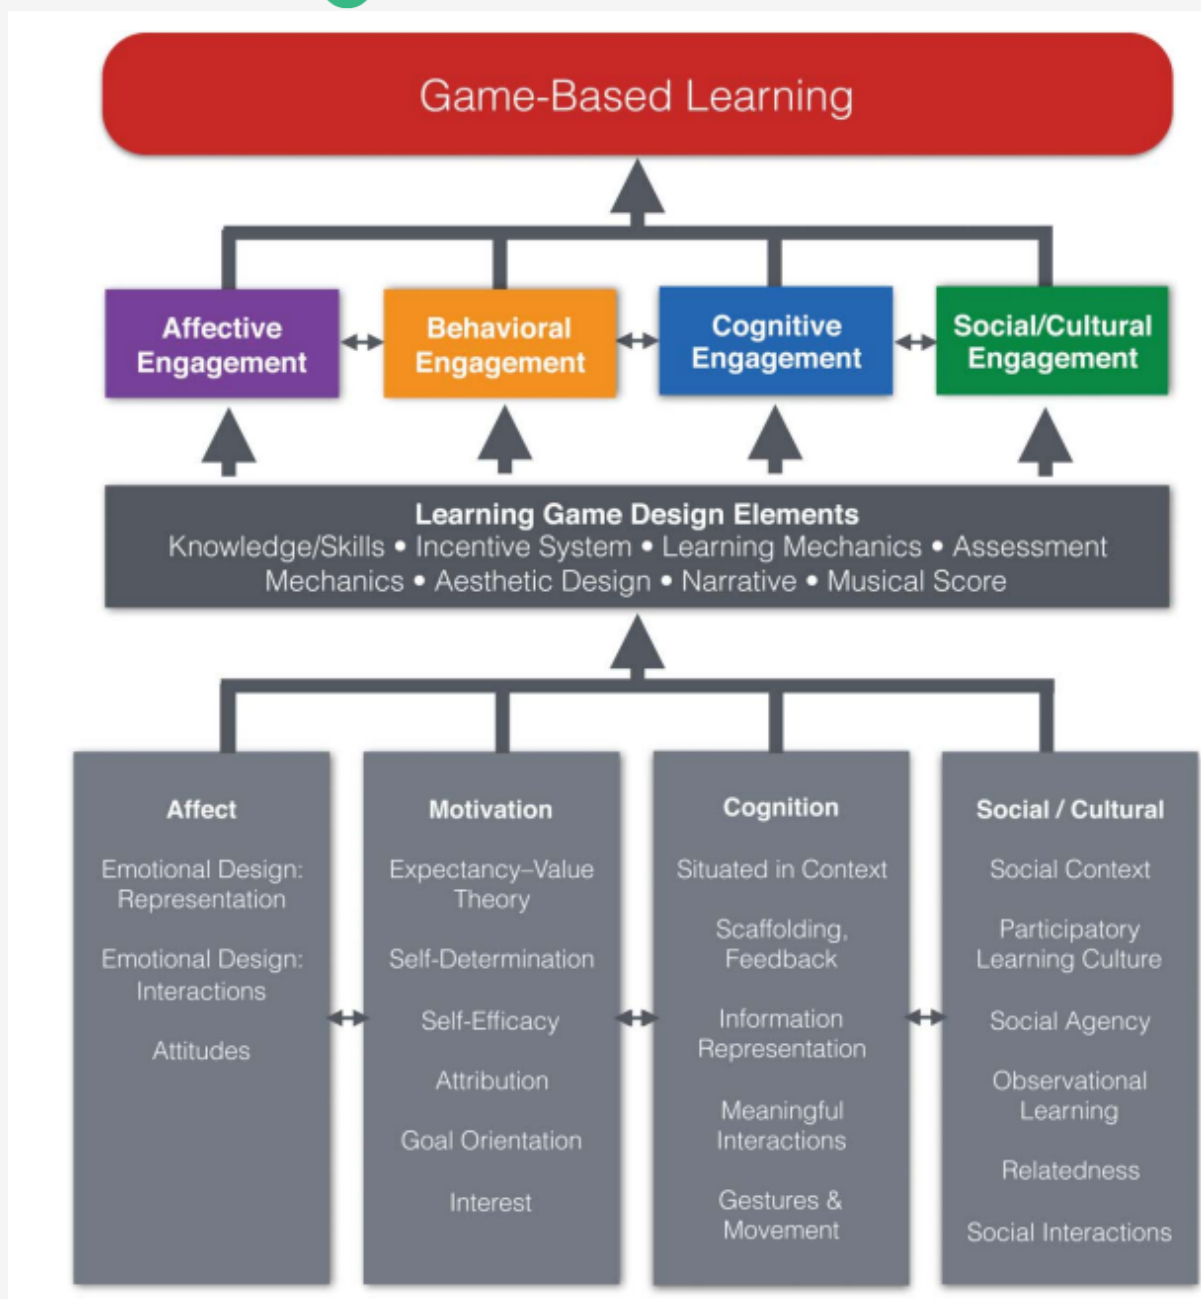 Game-Based Learning
Affective
Engagement
Behavioral
Engagement
Cognitive
Engagement
Social/Cultural
Engagement
Learning Game Design Elements
Knowledge/Skills • Incentive System • Learning Mechanics • Assessment
Mechanics • Aesthetic Design • Narrative • Musical Score
Affect
Emotional Design:
Representation
Emotional Design:
Interactions
Attitudes
Motivation
Expectancy–Value
Theory
Self-Determination
Self-Efficacy
Attribution
Goal Orientation
Interest
Cognition
Situated in Context
Scaffolding,
Feedback
Information
Representation
Meaningful
Interactions
Gestures &
Movement
Social / Cultural
Social Context
Participatory
Learning Culture
Social Agency
Observational
Learning
Relatedness
Social Interactions